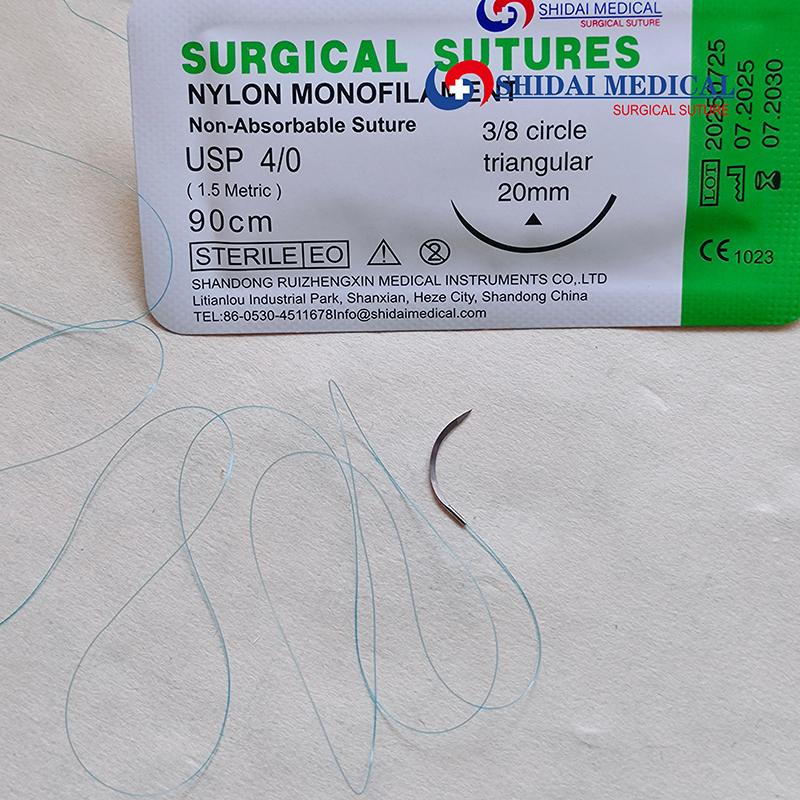 SHIDAI MEDICAL
SURGICAL SUTURE
SURGICAL SUTURES
SHIDAI MEDICAL
SURGICAL SUTURE
NYLON MONOFILAMENT
Non-Absorbable Suture
USP 4/0
( 1.5 Metric )
90cm
3/8 circle
triangular
20mm
STERILE EO
SHANDONG RUIZHENGXIN MEDICAL INSTRUMENTS CO,.LTD
Litianlou Industrial Park, Shanxian, Heze City, Shandong China
TEL:86-0530-4511678Info@shidaimedical.com
LOT
07.2025
07.2030
CE 1023